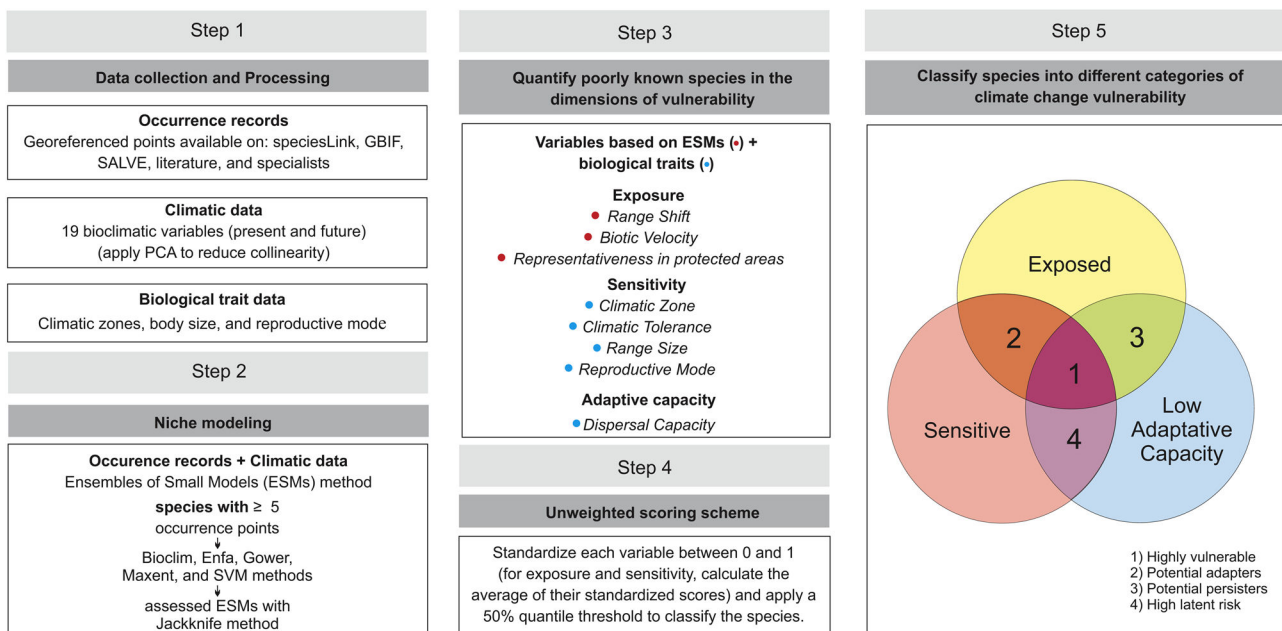 Step 1
Data collection and Processing
Occurrence records
Georeferenced points available on: speciesLink, GBIF,
SALVE, literature, and specialists
Climatic data
19 bioclimatic variables (present and future)
(apply PCA to reduce collinearity)
Biological trait data
Climatic zones, body size, and reproductive mode
Step 2
Niche modeling
Occurence records + Climatic data
Ensembles of Small Models (ESMs) method
species with ≥ 5
occurrence points
Bioclim, Enfa, Gower,
Maxent, and SVM methods
assessed ESMs with
Jackknife method
Step 3
Quantify poorly known species in the
dimensions of vulnerability
Variables based on ESMs (•) +
biological traits (•)
Exposure
• Range Shift
• Biotic Velocity
• Representativeness in protected areas
Sensitivity
• Climatic Zone
• Climatic Tolerance
• Range Size
• Reproductive Mode
Adaptive capacity
• Dispersal Capacity
Step 4
Unweighted scoring scheme
Standardize each variable between 0 and 1
(for exposure and sensitivity, calculate the
average of their standardized scores) and apply a
50% quantile threshold to classify the species.
Step 5
Classify species into different categories of
climate change vulnerability
Exposed
2
3
1
Sensitive
4
Low
Adaptative
Capacity
1) Highly vulnerable
2) Potential adapters
3) Potential persisters
4) High latent risk